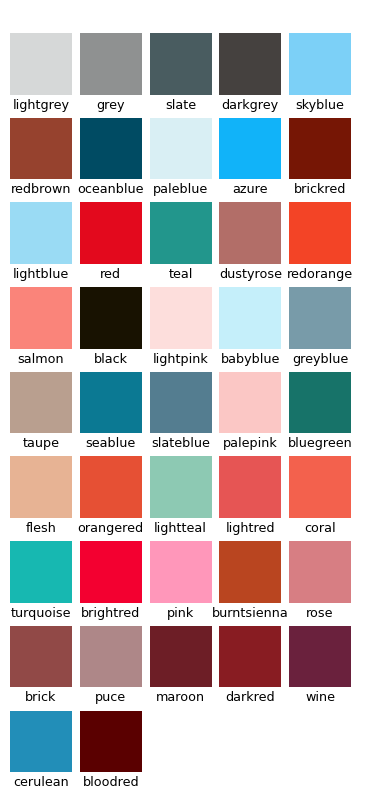 lightgrey grey slate darkgrey skyblue
redbrown oceanblue paleblue azure brickred
lightblue red teal dustyrose redorange
salmon black lightpink babyblue greyblue
taupe seablue slateblue palepink bluegreen
flesh orangered lightteal lightred coral
turquoise brightred pink burntsienna rose
brick puce maroon darkred wine
cerulean bloodred